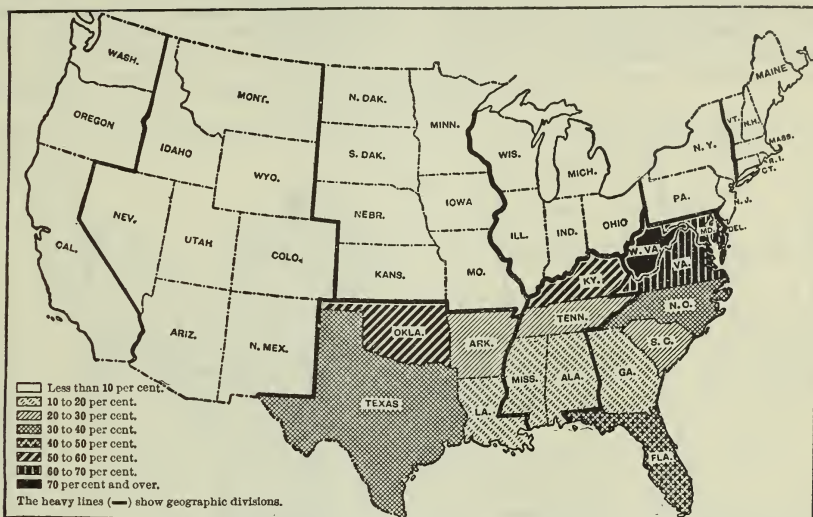 WASH.
OREGON
CAL.
NEV.
IDAHO
MONT.
WYO.
UTAH
COLO.
ARIZ.
N. MEX.
N. DAK.
S. DAK.
NEBR.
KANS.
MINN.
IOWA
MO.
WIS.
ILL.
MICH.
IND.
OHIO
KY.
TENN.
OKLA.
ARK.
TEXAS
LA.
MISS.
ALA.
GA.
FLA.
S. C.
N. C.
VA.
W. VA.
MD.
DEL.
PA.
N. J.
N. Y.
CT.
R. I.
MASS.
VT.
N. H.
MAINE
Less than 10 per cent.
10 to 20 per cent.
20 to 30 per cent.
30 to 40 per cent.
40 to 50 per cent.
50 to 60 per cent.
60 to 70 per cent.
70 per cent and over.
The heavy lines (—) show geographic divisions.